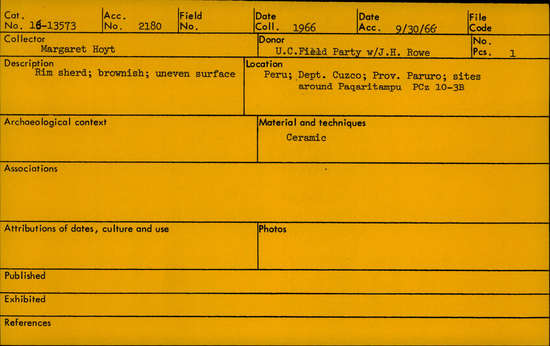 Cat. No. 16-13573 Acc. No. 2180 Field No. Date Coll. 1966 Date Acc. 9/30/66 File Code
Collector Margaret Hoyt Donor U.C.Field Party w/J.H. Rowe No. Pcs. 1
Description Rim sherd; brownish; uneven surface
Location Peru; Dept. Cuzco; Prov. Paruro; sites
around Paqaritampu PCz 10-3B
Archaeological context
Material and techniques
Ceramic
Associations
Attributions of dates, culture and use
Photos
Published
Exhibited
References